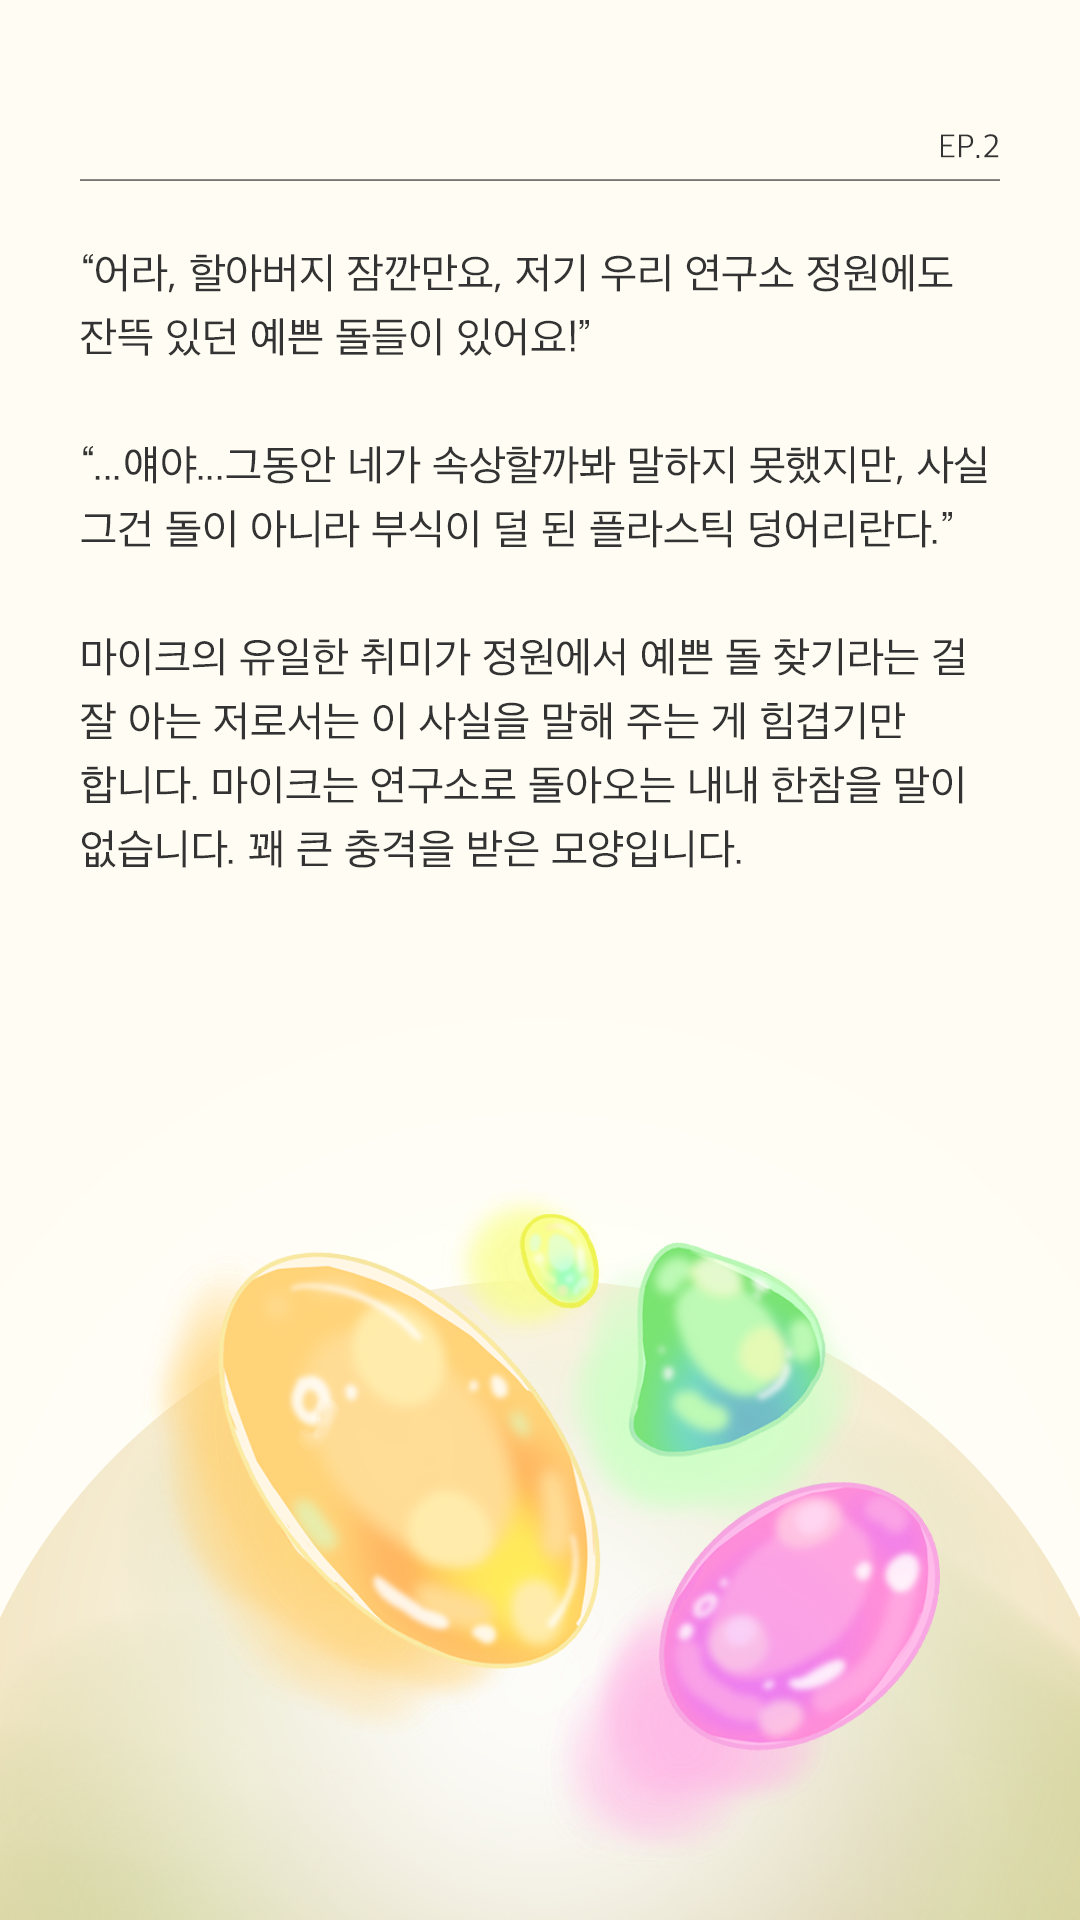 EP.2
“어라, 할아버지 잠깐만요, 저기 우리 연구소 정원에도
잔뜩 있던 예쁜 돌들이 있어요!”
“...얘야...그동안 네가 속상할까봐 말하지 못했지만, 사실
그건 돌이 아니라 부식이 덜 된 플라스틱 덩어리란다.”
마이크의 유일한 취미가 정원에서 예쁜 돌 찾기라는 걸
잘 아는 저로서는 이 사실을 말해 주는 게 힘겹기만
합니다. 마이크는 연구소로 돌아오는 내내 한참을 말이
없습니다. 꽤 큰 충격을 받은 모양입니다.